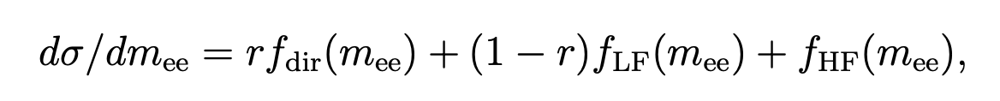 dσ/dm_ee = r f_dir(m_ee) + (1 − r) f_LF(m_ee) + f_HF(m_ee),